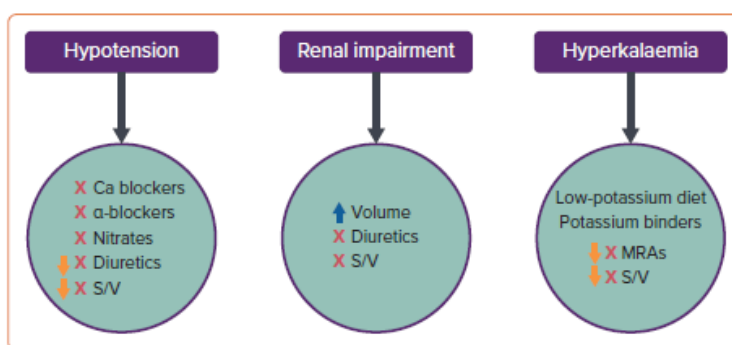 Hypotension
X Ca blockers
X α-blockers
X Nitrates
X Diuretics
X S/V
Renal impairment
Volume
X Diuretics
X S/V
Hyperkalaemia
Low-potassium diet
Potassium binders
X MRAs
X S/V